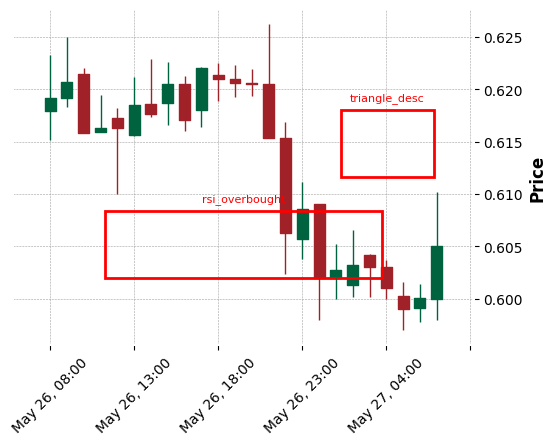 0.625
triangle_desc
0.620
0.615
Price
0.610
rsi_overbought
0.605
0.600
May 26, 08:00
May 26, 13:00
May 26, 18:00
May 26, 23:00
May 27, 04:00